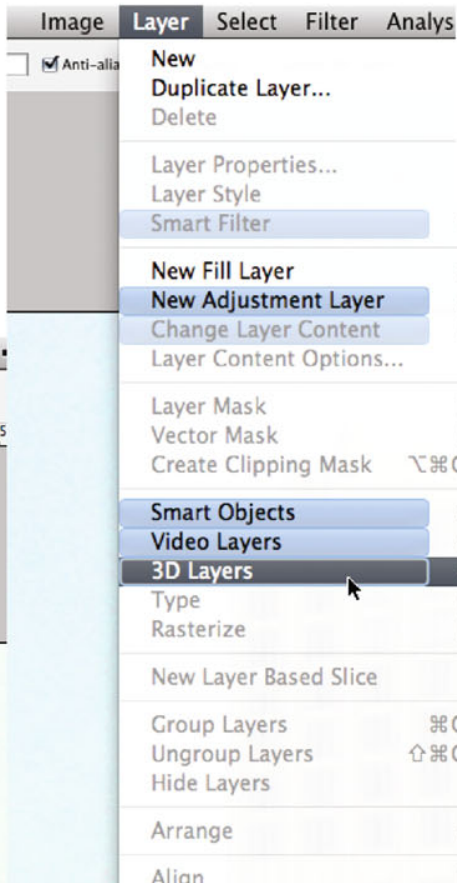 Image Layer Select Filter Analys
Anti-alia
New
Duplicate Layer...
Delete
Layer Properties...
Layer Style
Smart Filter
New Fill Layer
New Adjustment Layer
Change Layer Content
Layer Content Options...
Layer Mask
Vector Mask
Create Clipping Mask ⌥⌘
5
Smart Objects
Video Layers
3D Layers
Type
Rasterize
New Layer Based Slice
Group Layers ⌘
Ungroup Layers ⇧⌘
Hide Layers
Arrange
Align